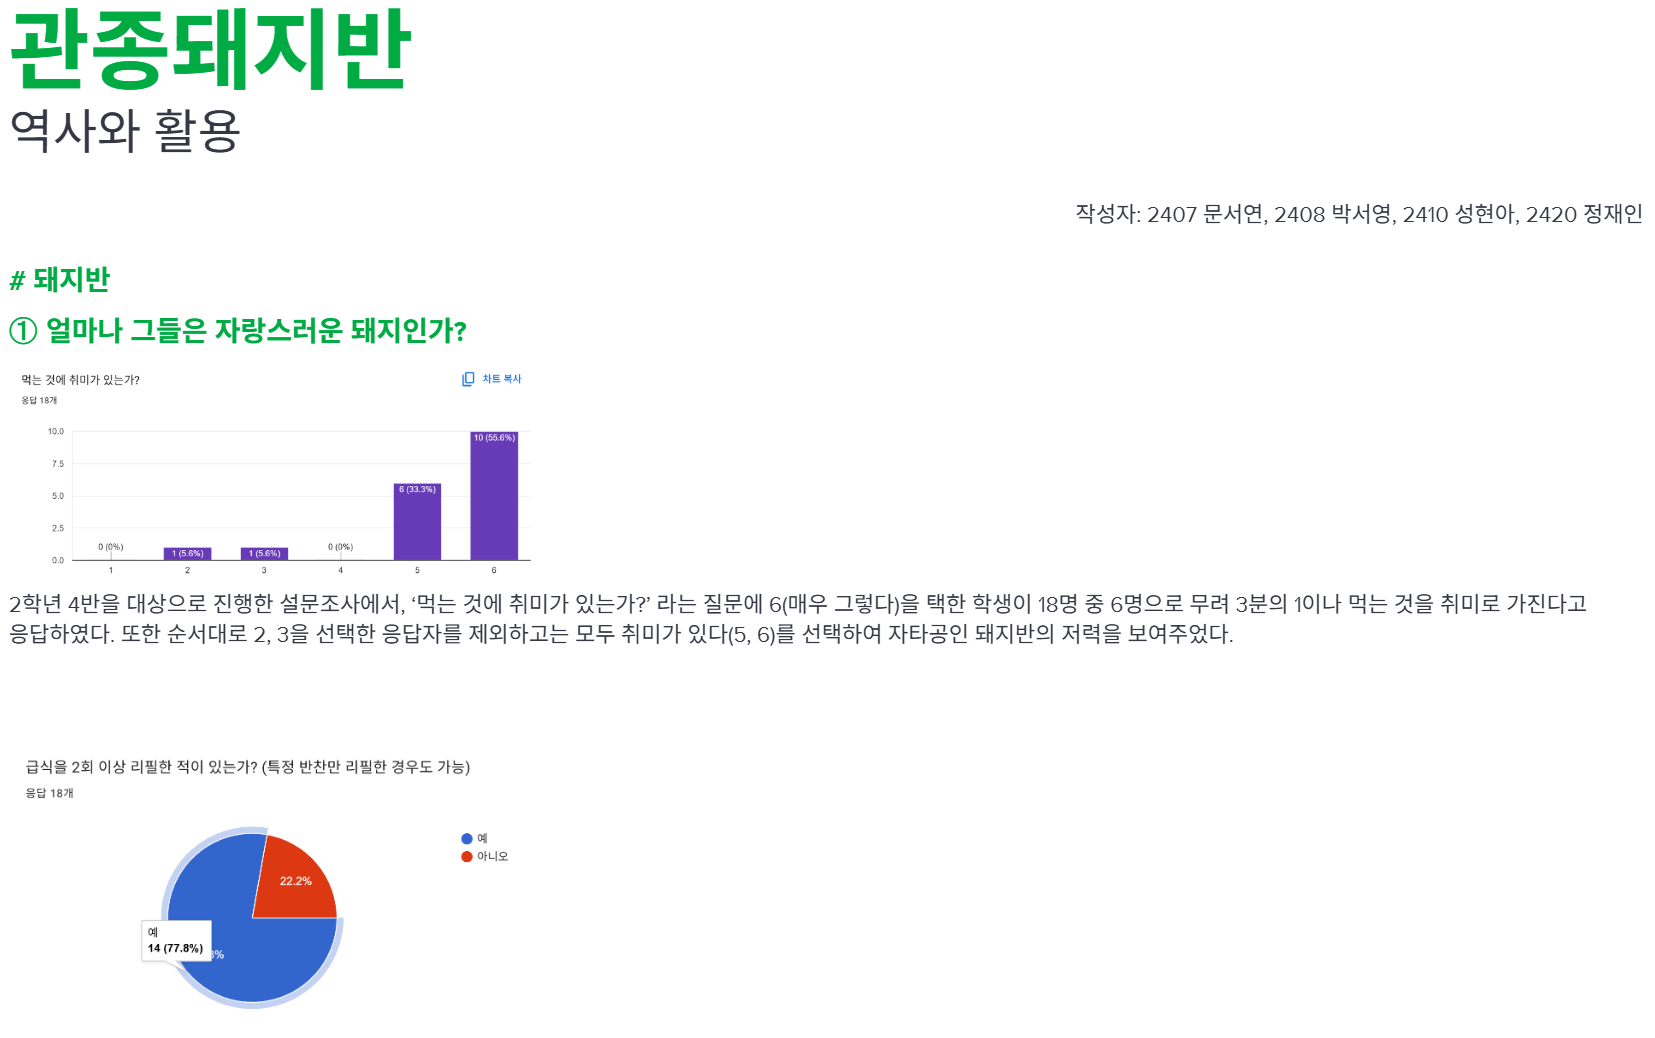 관종돼지반
역사와 활용
작성자: 2407 문서연, 2408 박서영, 2410 성현아, 2420 정재인
# 돼지반
① 얼마나 그들은 자랑스러운 돼지인가?
먹는 것에 취미가 있는가?
차트 복사
응답 18개
10.0
7.5
5.0
2.5
0.0
0 (0%)
1 (5.6%)
1 (5.6%)
0 (0%)
6 (33.3%)
10 (55.6%)
1 2 3 4 5 6
2학년 4반을 대상으로 진행한 설문조사에서, ‘먹는 것에 취미가 있는가?’ 라는 질문에 6(매우 그렇다)을 택한 학생이 18명 중 6명으로 무려 3분의 1이나 먹는 것을 취미로 가진다고
응답하였다. 또한 순서대로 2, 3을 선택한 응답자를 제외하고는 모두 취미가 있다(5, 6)를 선택하여 자타공인 돼지반의 저력을 보여주었다.
급식을 2회 이상 리필한 적이 있는가? (특정 반찬만 리필한 경우도 가능)
응답 18개
예
아니오
22.2%
예
14 (77.8%)